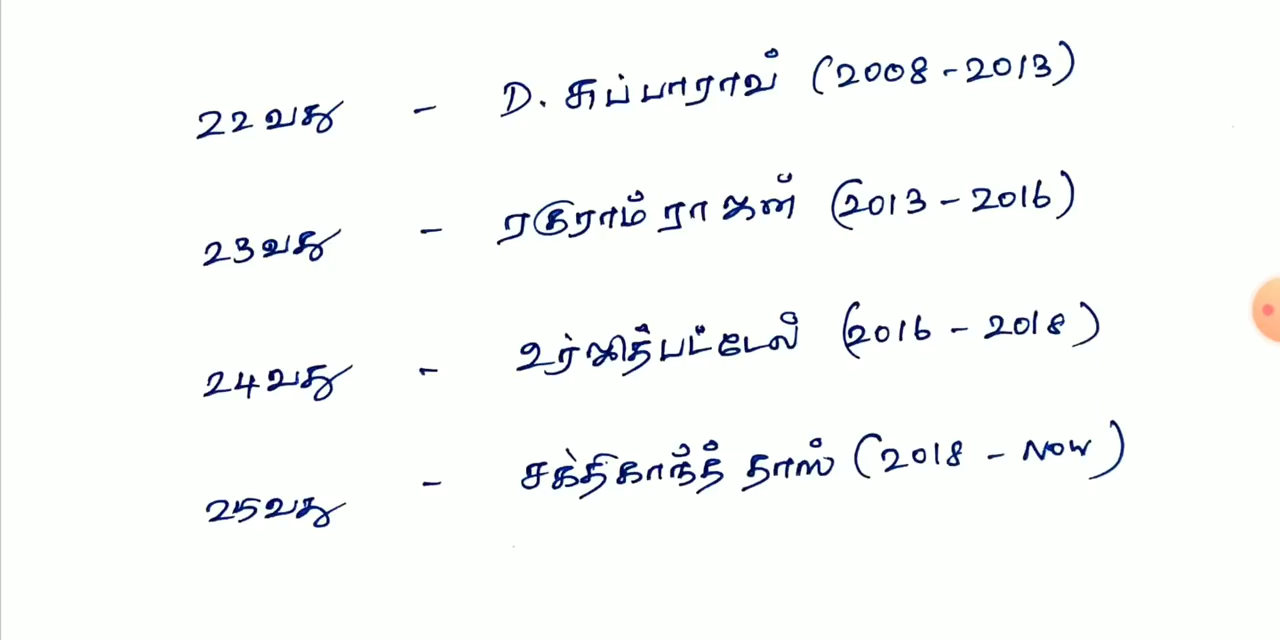 22வது - D. சுப்பாராவ் (2008-2013)
23வது - ரகுராம் ராஜன் (2013-2016)
24வது - உர்ஜித்பட்டேல் (2016-2018)
25வது - சக்திகாந்த் தாஸ் (2018-NOW)